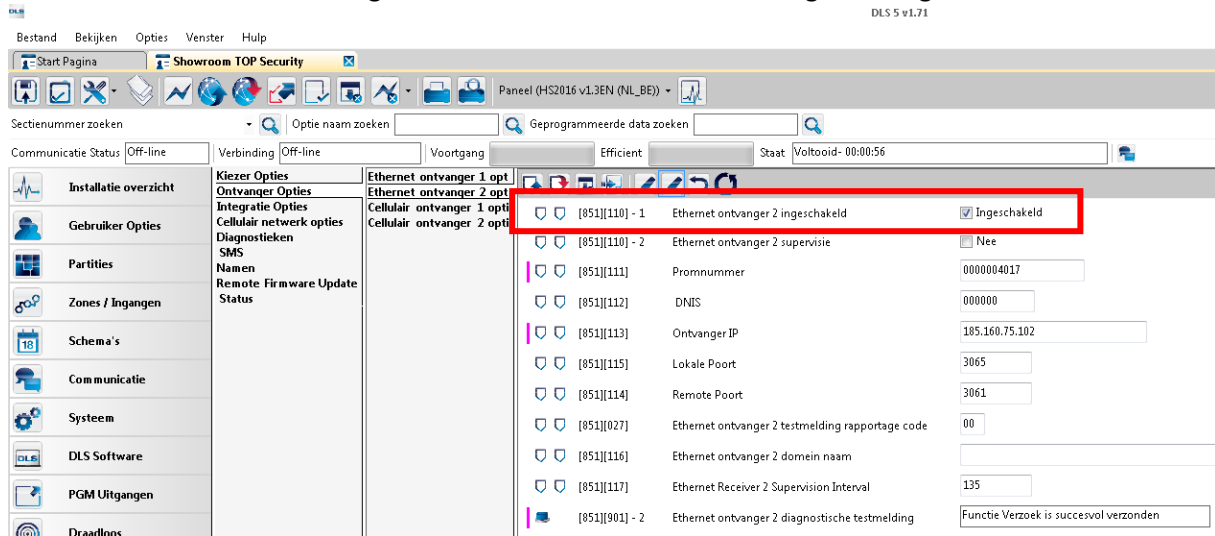 DLS 5 v1.71
Bestand Bekijken Opties Venster Hulp
Start Pagina Showroom TOP Security
Paneel (HS2016 v1.3EN (NL_BE))
Sectienummer zoeken Optie naam zoeken Geprogrammeerde data zoeken
Communicatie Status Off-line Verbinding Off-line Voortgang Efficient Staat Voltooid- 00:00:56
Installatie overzicht
Gebruiker Opties
Partities
Zones / Ingangen
18 Schema's
Communicatie
Systeem
DLS DLS Software
PGM Uitgangen
Draadloos
Kiezer Opties
Ontvanger Opties
Integratie Opties
Cellulair netwerk opties
Diagnostieken
SMS
Namen
Remote Firmware Update
Status
Ethernet ontvanger 1 opt
Ethernet ontvanger 2 opt
Cellulair ontvanger 1 opti
Cellulair ontvanger 2 opti
[851][110] - 1 Ethernet ontvanger 2 ingeschakeld Ingeschakeld
[851][110] - 2 Ethernet ontvanger 2 supervisie Nee
[851][111] Promnummer 0000004017
[851][112] DNIS 000000
[851][113] Ontvanger IP 185.160.75.102
[851][115] Lokale Poort 3065
[851][114] Remote Poort 3061
[851][027] Ethernet ontvanger 2 testmelding rapportage code 00
[851][116] Ethernet ontvanger 2 domein naam
[851][117] Ethernet Receiver 2 Supervision Interval 135
[851][901] - 2 Ethernet ontvanger 2 diagnostische testmelding Functie Verzoek is succesvol verzonden